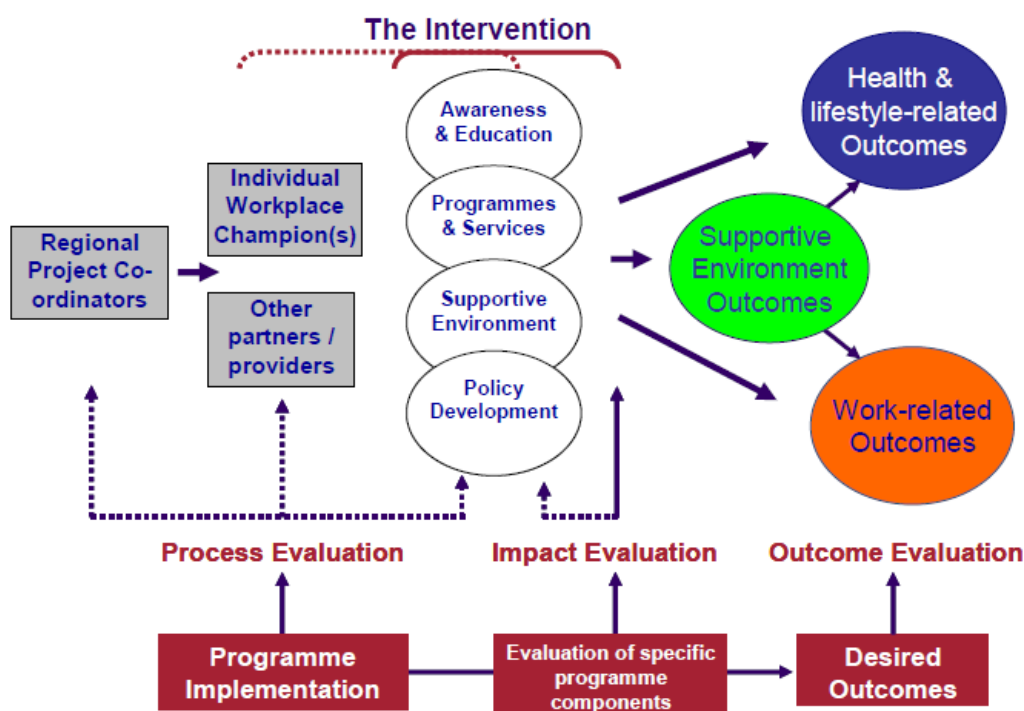 The Intervention
Awareness
& Education
Programmes
& Services
Supportive
Environment
Policy
Development
Individual
Workplace
Champion(s)
Regional
Project Co-
ordinators
Other
partners /
providers
Health &
lifestyle-related
Outcomes
Supportive
Environment
Outcomes
Work-related
Outcomes
Process Evaluation
Impact Evaluation
Outcome Evaluation
Programme
Implementation
Evaluation of specific
programme
components
Desired
Outcomes